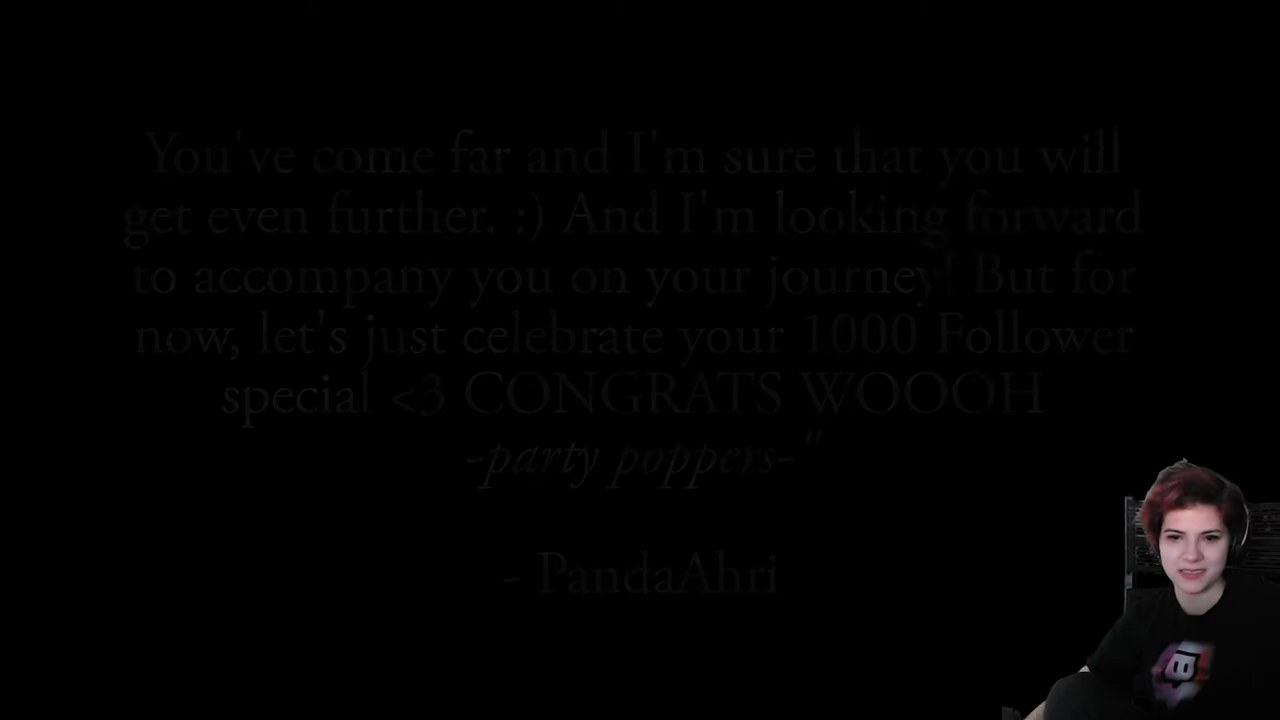 You've come far and I'm sure that you will
get even further. :) And I'm looking forward
to accompany you on your journey! But for
now, let's just celebrate your 1000 Follower
special <3 CONGRATS WOOOH
-party poppers-"
- PandaAhri